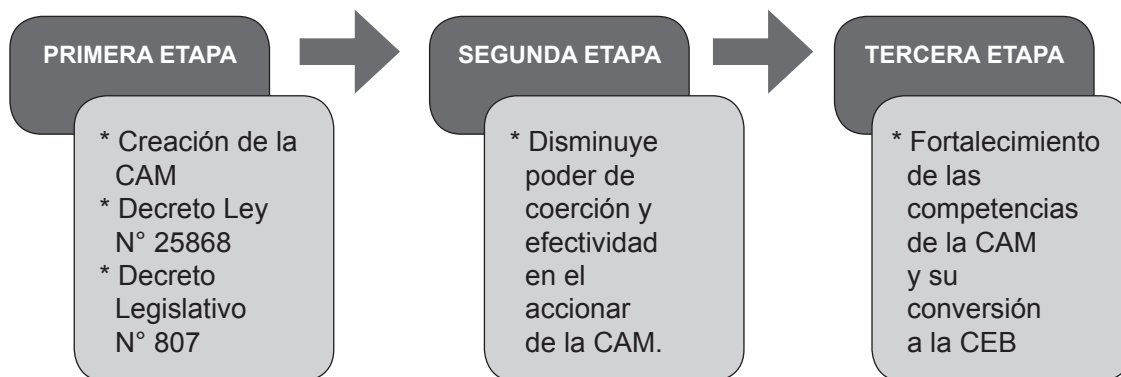 PRIMERA ETAPA
* Creación de la
CAM
* Decreto Ley
N° 25868
* Decreto
Legislativo
N° 807
SEGUNDA ETAPA
* Disminuye
poder de
coerción y
efectividad
en el
accionar
de la CAM.
TERCERA ETAPA
* Fortalecimiento
de las
competencias
de la CAM
y su
conversión
a la CEB